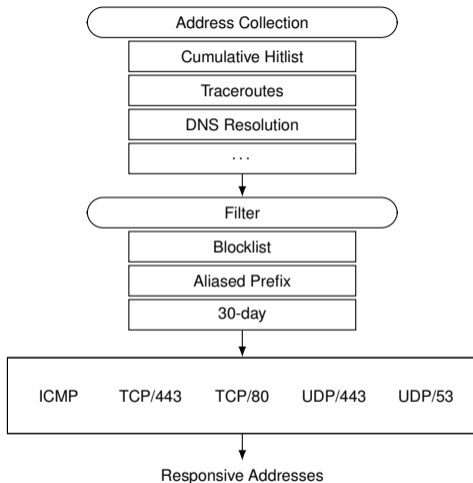 Address Collection
Cumulative Hitlist
Traceroutes
DNS Resolution
...
Filter
Blocklist
Aliased Prefix
30-day
ICMP TCP/443 TCP/80 UDP/443 UDP/53
Responsive Addresses